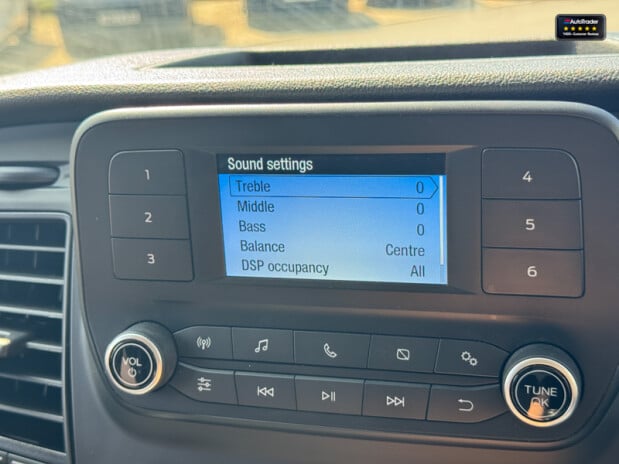 AutoTrader
Sound settings
Treble 0
Middle 0
Bass 0
Balance Centre
DSP occupancy All
1
2
3
4
5
6
VOL
TUNE
OK